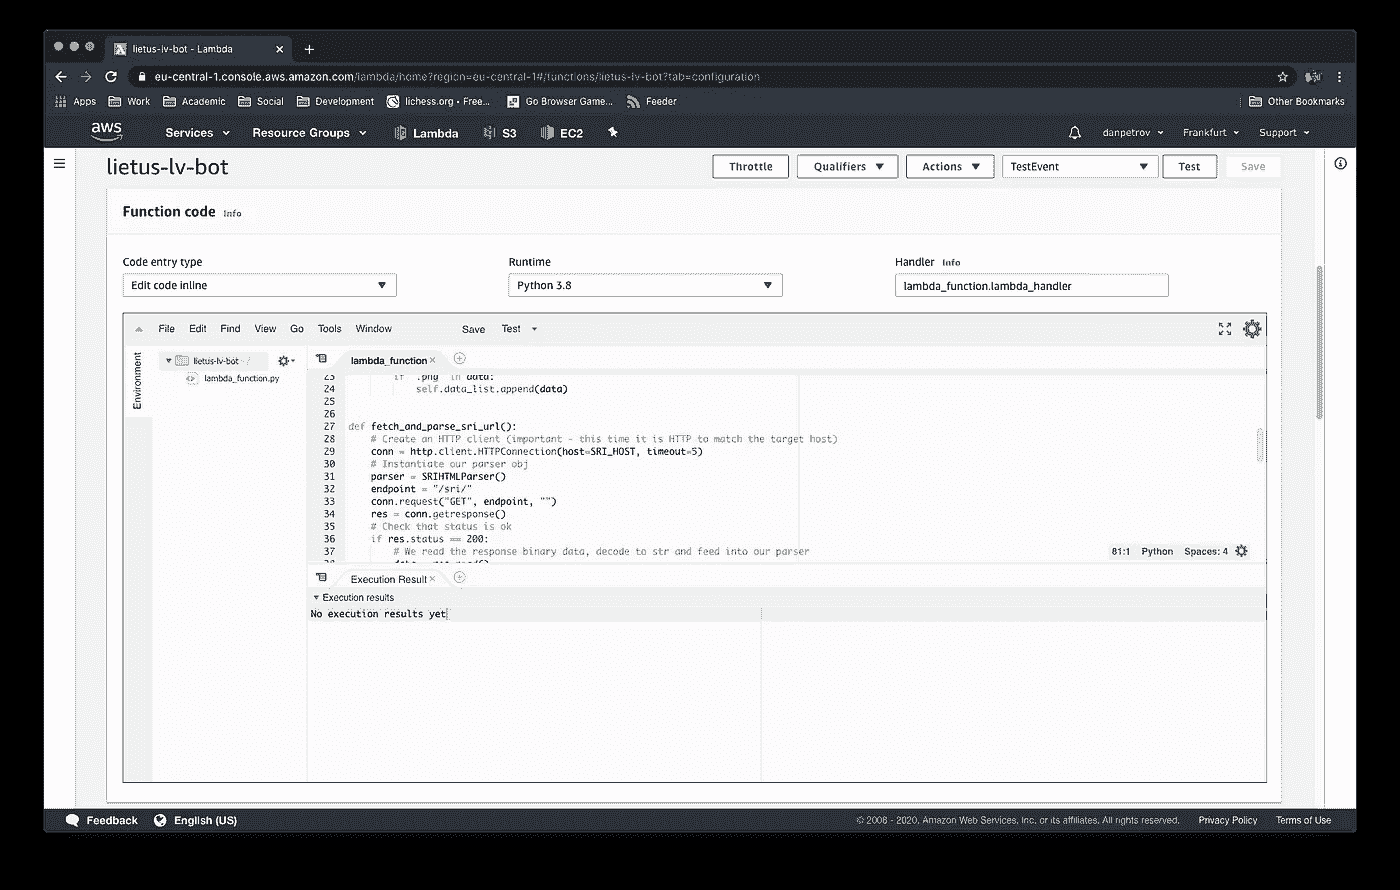 lietus-lv-bot - Lambda
eu-central-1.console.aws.amazon.com/lambda/home?region=eu-central-1#/functions/lietus-lv-bot?tab=configuration
Apps Work Academic Social Development lichess.org • Free... Go Browser Game... Feeder Other Bookmarks
aws Services Resource Groups Lambda S3 EC2 danpetrov Frankfurt Support
lietus-lv-bot Throttle Qualifiers Actions TestEvent Test Save
Function code Info
Code entry type Runtime Handler Info
Edit code inline Python 3.8 lambda_function.lambda_handler
File Edit Find View Go Tools Window Save Test
Environment
lietus-lv-bot - /
lambda_function.py
lambda_function
23 if ".png" in data:
24 self.data_list.append(data)
25
26
27 def fetch_and_parse_sri_url():
28 # Create an HTTP client (important - this time it is HTTP to match the target host)
29 conn = http.client.HTTPConnection(host=SRI_HOST, timeout=5)
30 # Instantiate our parser obj
31 parser = SRIHTMLParser()
32 endpoint = "/sri/"
33 conn.request("GET", endpoint, "")
34 res = conn.getresponse()
35 # Check that status is ok
36 if res.status == 200:
37 # We read the response binary data, decode to str and feed into our parser
81:1 Python Spaces: 4
Execution Result
Execution results
No execution results yet
Feedback English (US) © 2008 - 2020, Amazon Web Services, Inc. or its affiliates. All rights reserved. Privacy Policy Terms of Use